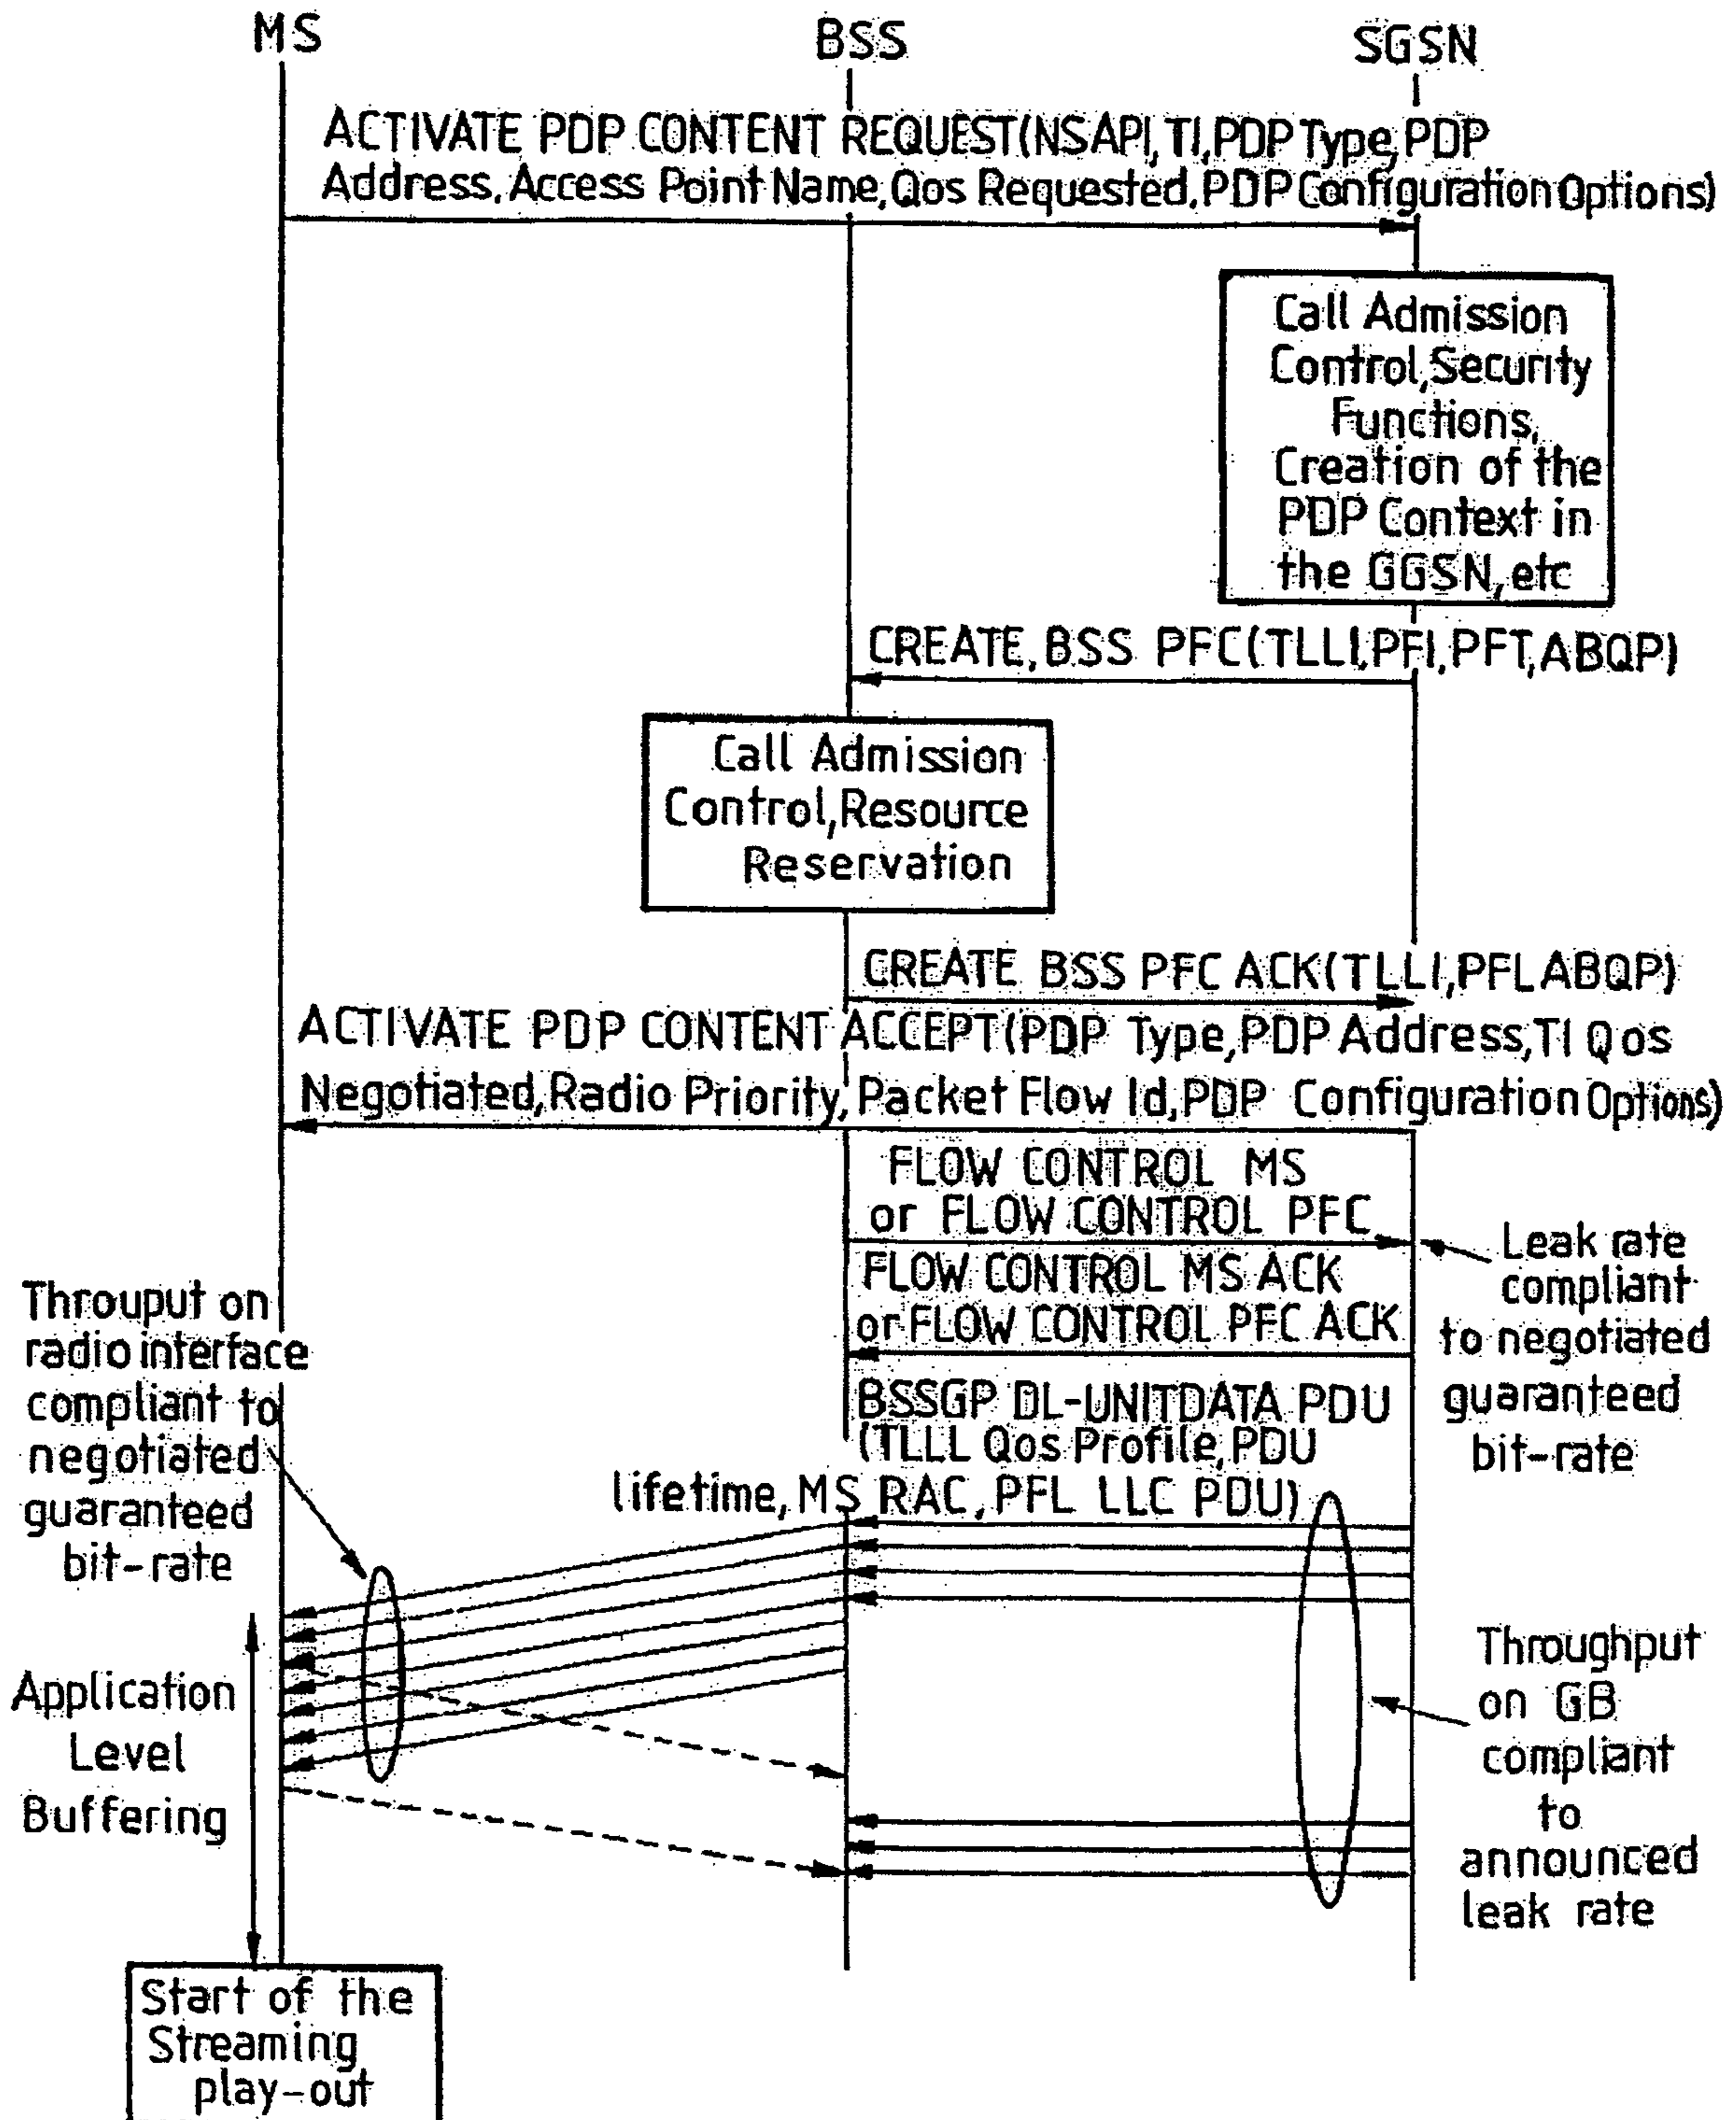 MS
BSS
SGSN
ACTIVATE PDP CONTENT REQUEST(NSAPI,TI,PDP Type,PDP
Address,Access Point Name,Qos Requested,PDP Configuration Options)
Call Admission
Control,Security
Functions,
Creation of the
PDP Context in
the GGSN,etc
CREATE,BSS PFC(TLLI,PFI,PFT,ABQP)
Call Admission
Control,Resource
Reservation
CREATE BSS PFC ACK(TLLI,PFL ABQP)
ACTIVATE PDP CONTENT ACCEPT(PDP Type,PDP Address,TI Qos
Negotiated,Radio Priority,Packet Flow Id,PDP Configuration Options)
FLOW CONTROL MS
or FLOW CONTROL PFC
Leak rate
compliant
to negotiated
guaranteed
bit-rate
FLOW CONTROL MS ACK
or FLOW CONTROL PFC ACK
Throuput on
radio interface
compliant to
negotiated
guaranteed
bit-rate
BSSGP DL-UNITDATA PDU
(TLLL Qos Profile,PDU
lifetime,MS RAC,PFL LLC PDU)
Application
Level
Buffering
Throughput
on GB
compliant
to
announced
leak rate
Start of the
Streaming
play-out